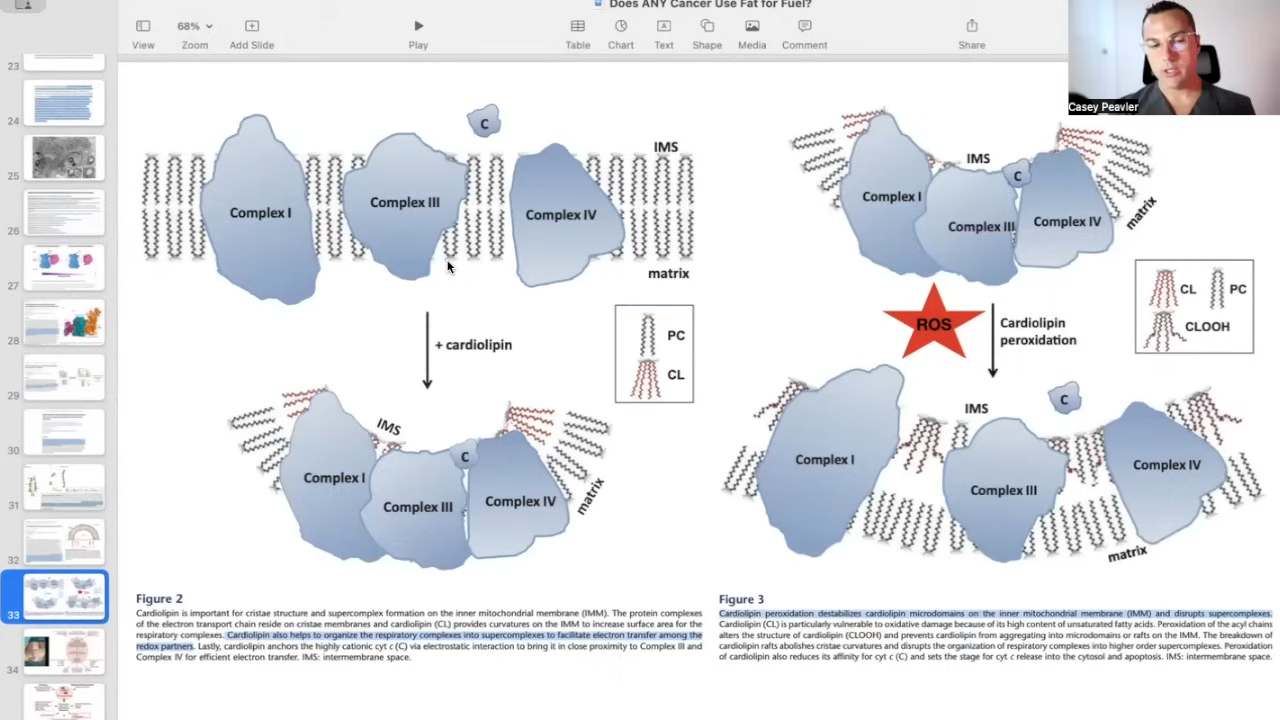 Does ANY Cancer Use Fat for Fuel?
68%
View
Zoom
Add Slide
Play
Table
Chart
Text
Shape
Media
Comment
Share
Casey Peavler
23
24
25
26
27
28
29
30
31
32
33
34
C
IMS
Complex I
Complex III
Complex IV
matrix
+ cardiolipin
PC
CL
IMS
C
Complex I
Complex III
Complex IV
matrix
Figure 2
Cardiolipin is important for cristae structure and supercomplex formation on the inner mitochondrial membrane (IMM). The protein complexes
of the electron transport chain reside on cristae membranes and cardiolipin (CL) provides curvatures on the IMM to increase surface area for the
respiratory complexes. Cardiolipin also helps to organize the respiratory complexes into supercomplexes to facilitate electron transfer among the
redox partners. Lastly, cardiolipin anchors the highly cationic cyt c (C) via electrostatic interaction to bring it in close proximity to Complex III and
Complex IV for efficient electron transfer. IMS: intermembrane space.
IMS
C
Complex I
Complex III
Complex IV
matrix
CL
PC
CLOOH
ROS
Cardiolipin
peroxidation
IMS
C
Complex I
Complex III
Complex IV
matrix
Figure 3
Cardiolipin peroxidation destabilizes cardiolipin microdomains on the inner mitochondrial membrane (IMM) and disrupts supercomplexes.
Cardiolipin (CL) is particularly vulnerable to oxidative damage because of its high content of unsaturated fatty acids. Peroxidation of the acyl chains
alters the structure of cardiolipin (CLOOH) and prevents cardiolipin from aggregating into microdomains or rafts on the IMM. The breakdown of
cardiolipin rafts abolishes cristae curvatures and disrupts the organization of respiratory complexes into higher order supercomplexes. Peroxidation
of cardiolipin also reduces its affinity for cyt c (C) and sets the stage for cyt c release into the cytosol and apoptosis. IMS: intermembrane space.